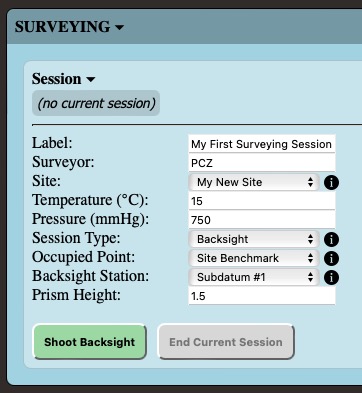 SURVEYING
Session
(no current session)
Label: My First Surveying Session
Surveyor: PCZ
Site: My New Site i
Temperature (°C): 15
Pressure (mmHg): 750
Session Type: Backsight i
Occupied Point: Site Benchmark i
Backsight Station: Subdatum #1 i
Prism Height: 1.5
Shoot Backsight End Current Session